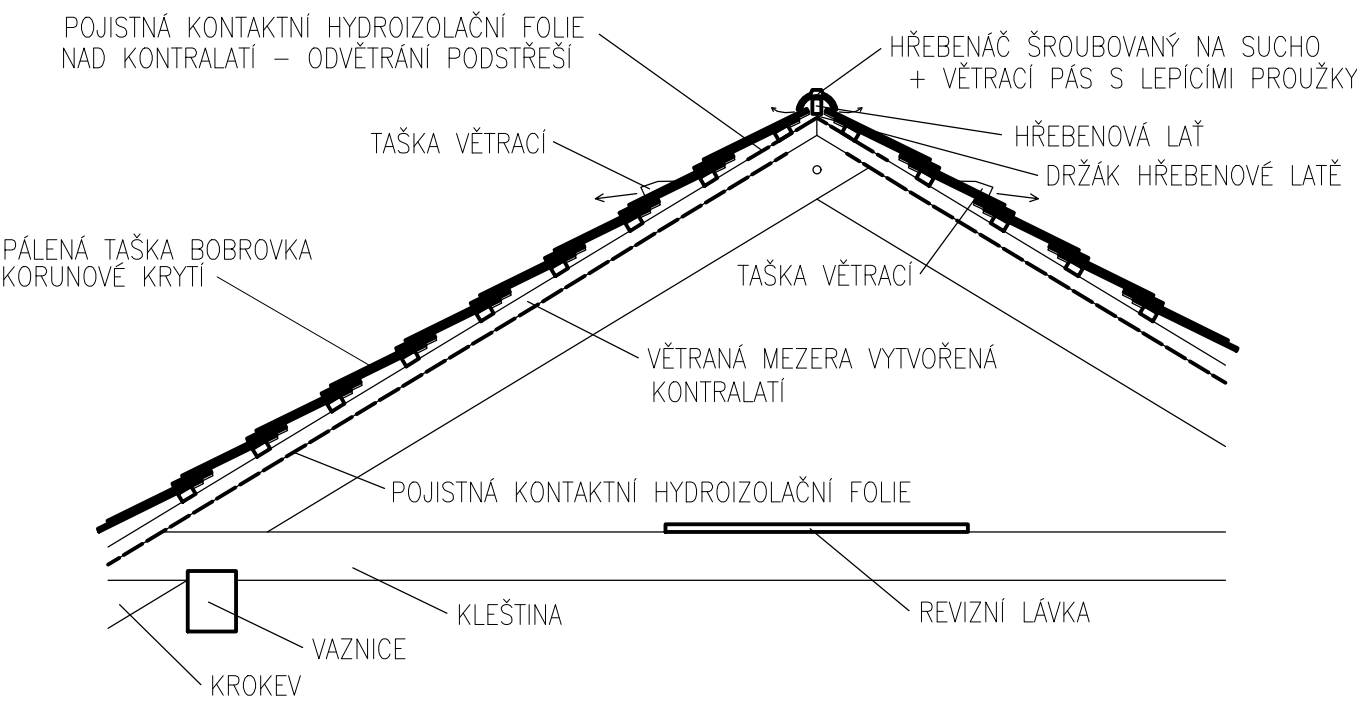 POJISTNÁ KONTAKTNÍ HYDROIZOLAČNÍ FOLIE
NAD KONTRALATÍ – ODVĚTRÁNÍ PODSTŘEŠÍ
HŘEBENÁČ ŠROUBOVANÝ NA SUCHO
+ VĚTRACÍ PÁS S LEPÍCÍMI PROUŽKY
TAŠKA VĚTRACÍ
HŘEBENOVÁ LAŤ
DRŽÁK HŘEBENOVÉ LATĚ
PÁLENÁ TAŠKA BOBROVKA
KORUNOVÉ KRYTÍ
TAŠKA VĚTRACÍ
VĚTRANÁ MEZERA VYTVOŘENÁ
KONTRALATÍ
POJISTNÁ KONTAKTNÍ HYDROIZOLAČNÍ FOLIE
KLEŠTINA
REVIZNÍ LÁVKA
VAZNICE
KROKEV